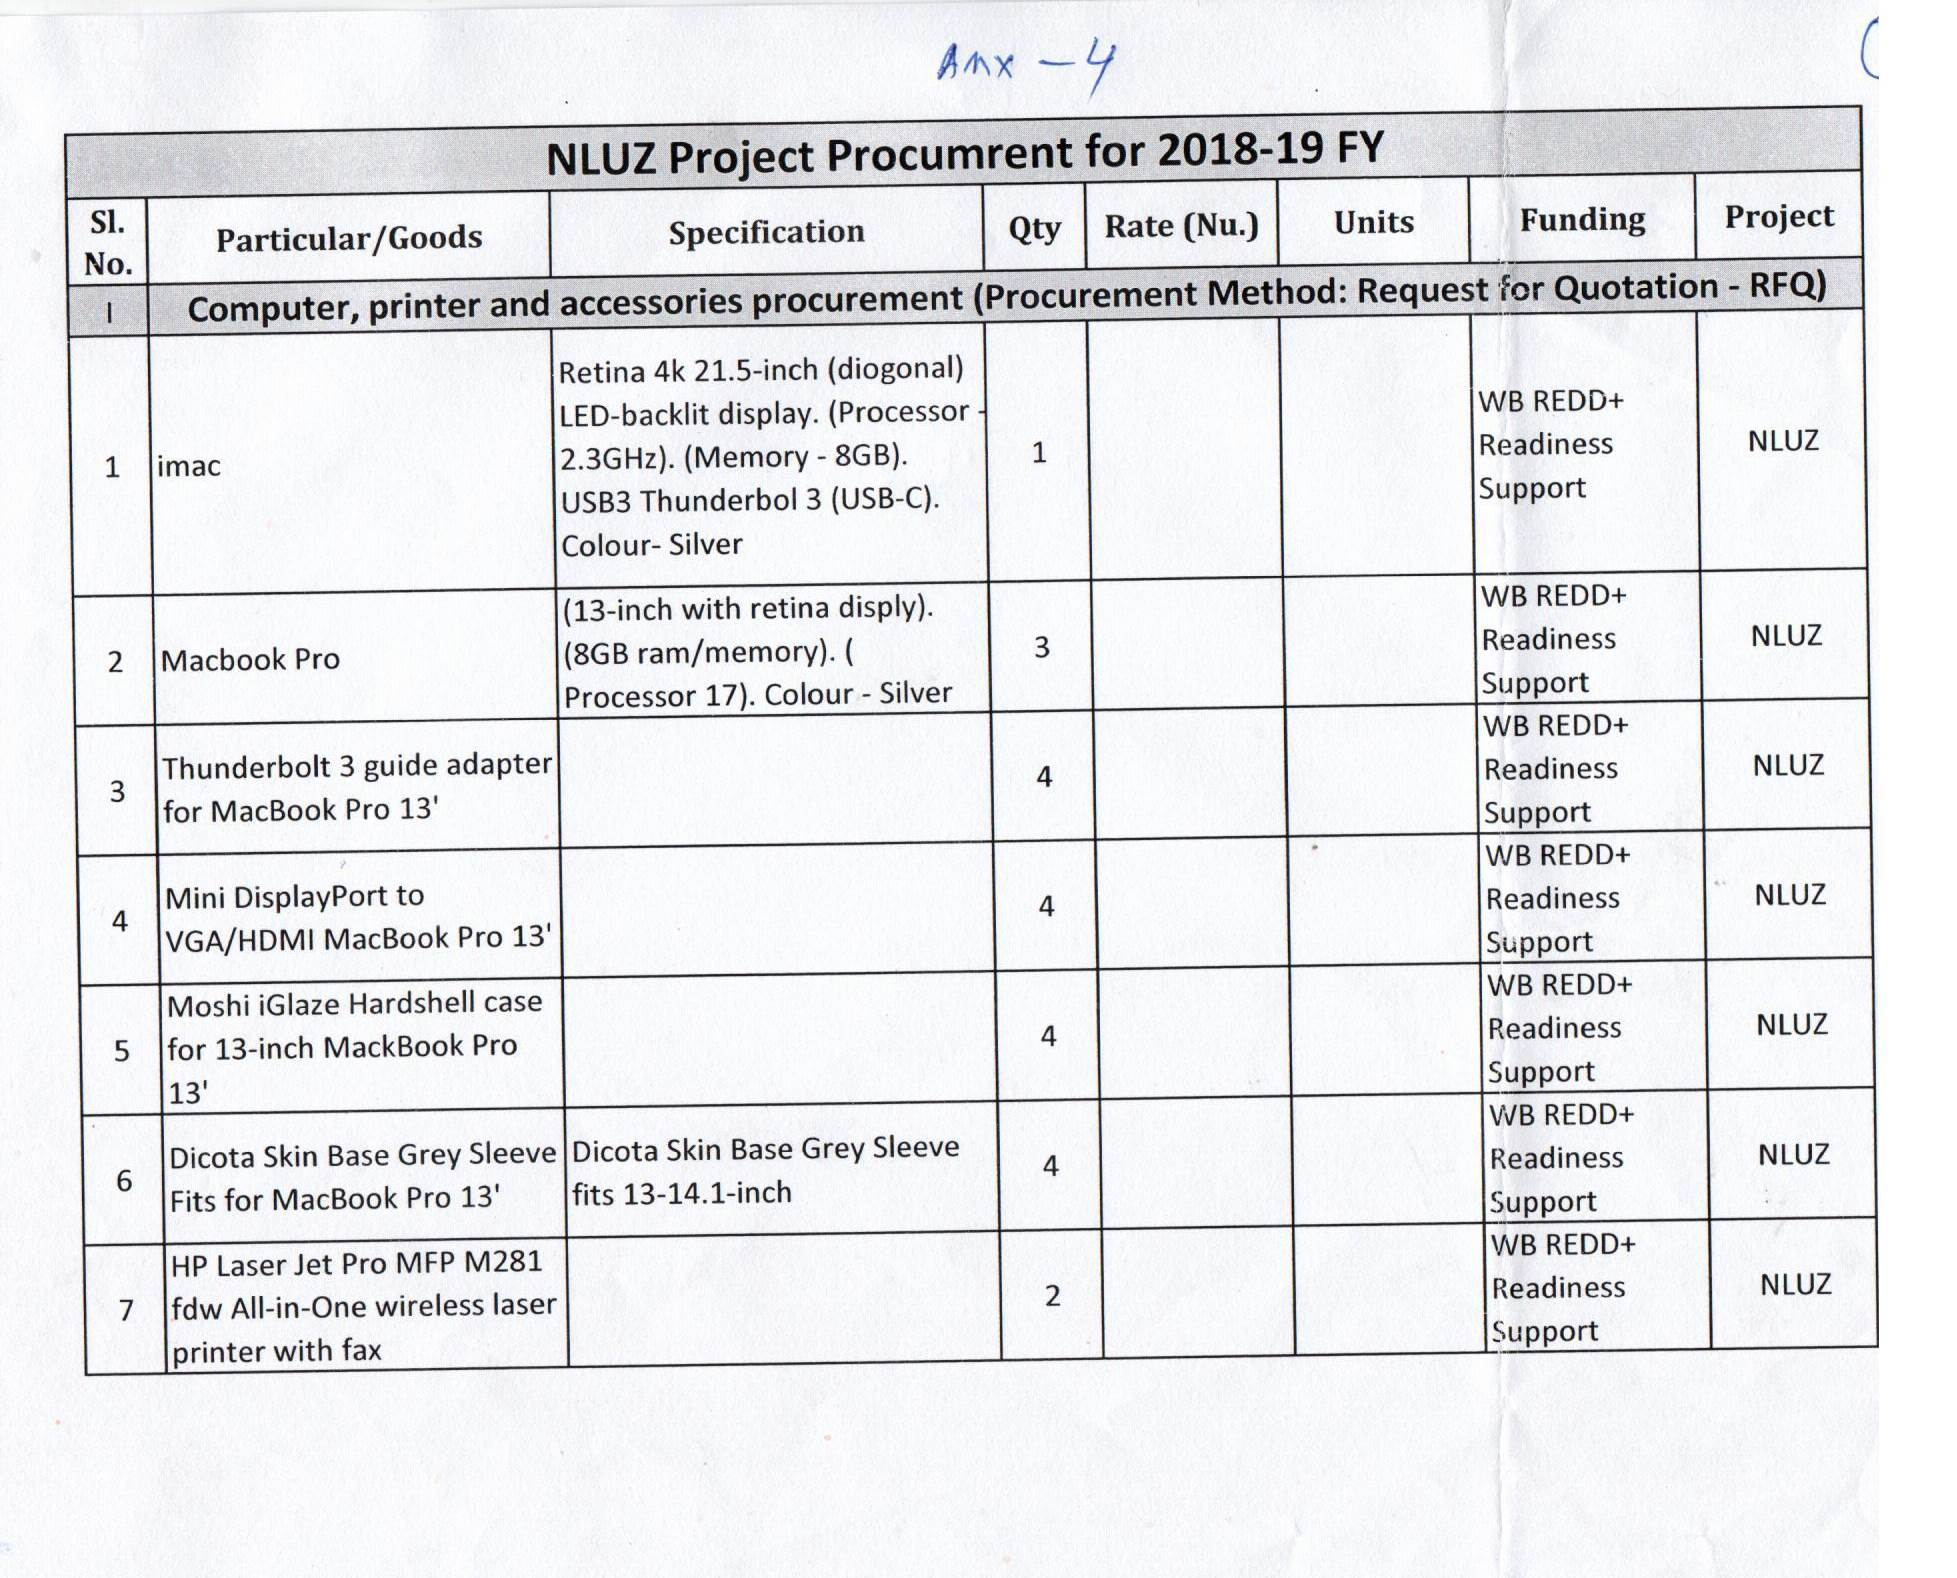 Anx - 4
NLUZ Project Procumrent for 2018-19 FY
Sl. No. Particular/Goods Specification Qty Rate (Nu.) Units Funding Project
I Computer, printer and accessories procurement (Procurement Method: Request for Quotation - RFQ)
1
imac
Retina 4k 21.5-inch (diogonal)
LED-backlit display. (Processor -
2.3GHz). (Memory - 8GB).
USB3 Thunderbol 3 (USB-C).
Colour- Silver
1
WB REDD+
Readiness
Support
NLUZ
2
Macbook Pro
(13-inch with retina disply).
(8GB ram/memory). (
Processor 17). Colour - Silver
3
WB REDD+
Readiness
Support
NLUZ
3
Thunderbolt 3 guide adapter
for MacBook Pro 13'
4
WB REDD+
Readiness
Support
NLUZ
4
Mini DisplayPort to
VGA/HDMI MacBook Pro 13'
4
WB REDD+
Readiness
Support
NLUZ
5
Moshi iGlaze Hardshell case
for 13-inch MackBook Pro
13'
4
WB REDD+
Readiness
Support
NLUZ
6
Dicota Skin Base Grey Sleeve
Fits for MacBook Pro 13'
Dicota Skin Base Grey Sleeve
fits 13-14.1-inch
4
WB REDD+
Readiness
Support
NLUZ
7
HP Laser Jet Pro MFP M281
fdw All-in-One wireless laser
printer with fax
2
WB REDD+
Readiness
Support
NLUZ